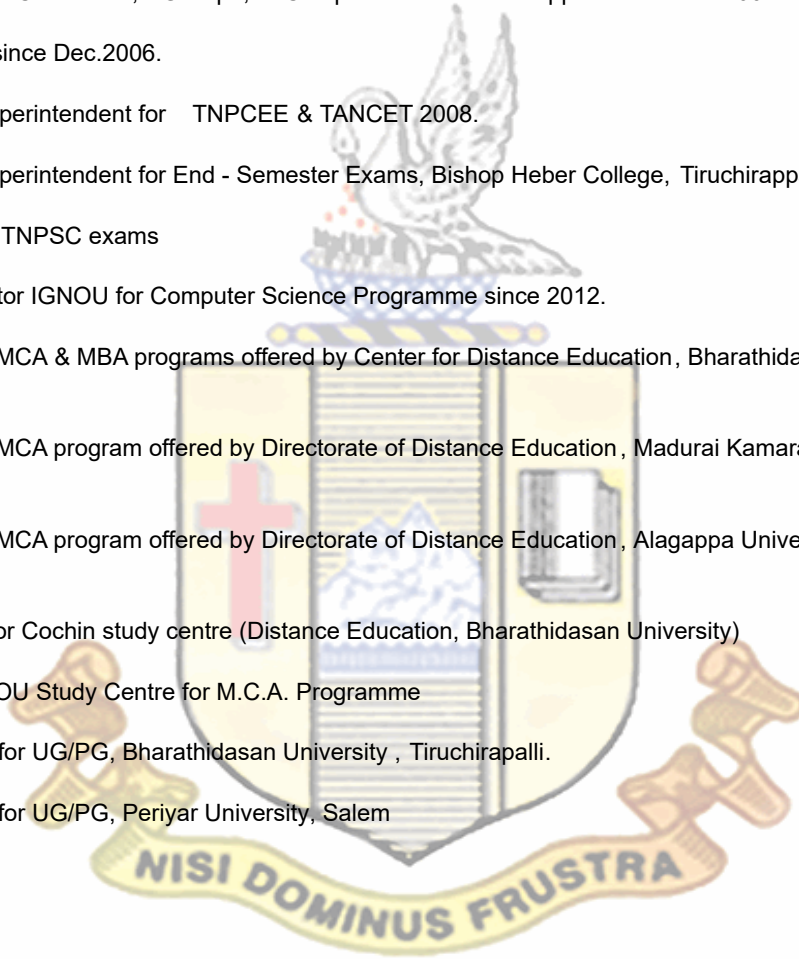 since Dec.2006.
perintendent for TNPCEE & TANCET 2008.
perintendent for End - Semester Exams, Bishop Heber College, Tiruchirapp
TNPSC exams
tor IGNOU for Computer Science Programme since 2012.
MCA & MBA programs offered by Center for Distance Education, Bharathida
MCA program offered by Directorate of Distance Education, Madurai Kamara
MCA program offered by Directorate of Distance Education, Alagappa Unive
or Cochin study centre (Distance Education, Bharathidasan University)
OU Study Centre for M.C.A. Programme
for UG/PG, Bharathidasan University , Tiruchirapalli.
for UG/PG, Periyar University, Salem
NISI DOMINUS FRUSTRA